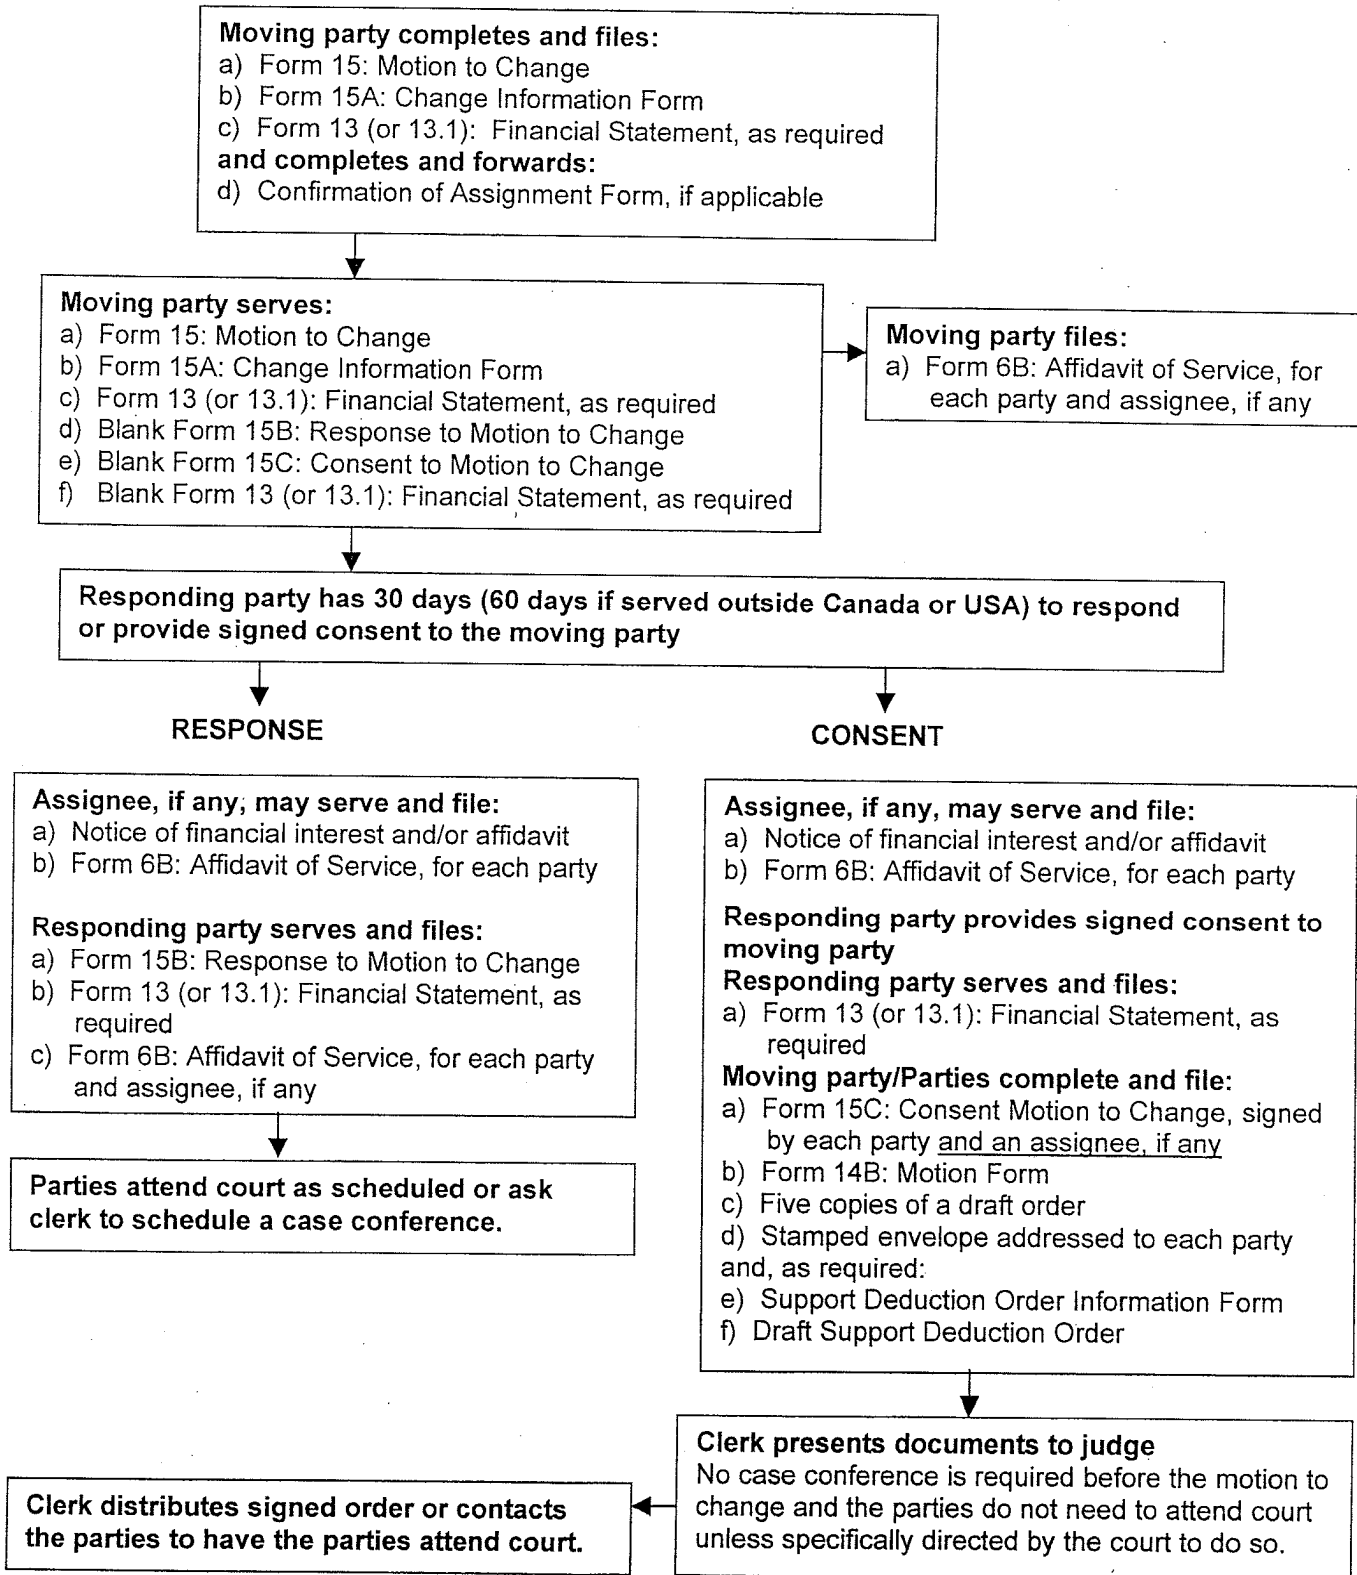 Moving party completes and files:
a) Form 15: Motion to Change
b) Form 15A: Change Information Form
c) Form 13 (or 13.1): Financial Statement, as required
and completes and forwards:
d) Confirmation of Assignment Form, if applicable
Moving party serves:
a) Form 15: Motion to Change
b) Form 15A: Change Information Form
c) Form 13 (or 13.1): Financial Statement, as required
d) Blank Form 15B: Response to Motion to Change
e) Blank Form 15C: Consent to Motion to Change
f) Blank Form 13 (or 13.1): Financial Statement, as required
Moving party files:
a) Form 6B: Affidavit of Service, for
each party and assignee, if any
Responding party has 30 days (60 days if served outside Canada or USA) to respond
or provide signed consent to the moving party
RESPONSE
Assignee, if any, may serve and file:
a) Notice of financial interest and/or affidavit
b) Form 6B: Affidavit of Service, for each party
Responding party serves and files:
a) Form 15B: Response to Motion to Change
b) Form 13 (or 13.1): Financial Statement, as
required
c) Form 6B: Affidavit of Service, for each party
and assignee, if any
Parties attend court as scheduled or ask
clerk to schedule a case conference.
CONSENT
Assignee, if any, may serve and file:
a) Notice of financial interest and/or affidavit
b) Form 6B: Affidavit of Service, for each party
Responding party provides signed consent to
moving party
Responding party serves and files:
a) Form 13 (or 13.1): Financial Statement, as
required
Moving party/Parties complete and file:
a) Form 15C: Consent Motion to Change, signed
by each party and an assignee, if any
b) Form 14B: Motion Form
c) Five copies of a draft order
d) Stamped envelope addressed to each party
and, as required:
e) Support Deduction Order Information Form
f) Draft Support Deduction Order
Clerk presents documents to judge
No case conference is required before the motion to
change and the parties do not need to attend court
unless specifically directed by the court to do so.
Clerk distributes signed order or contacts
the parties to have the parties attend court.